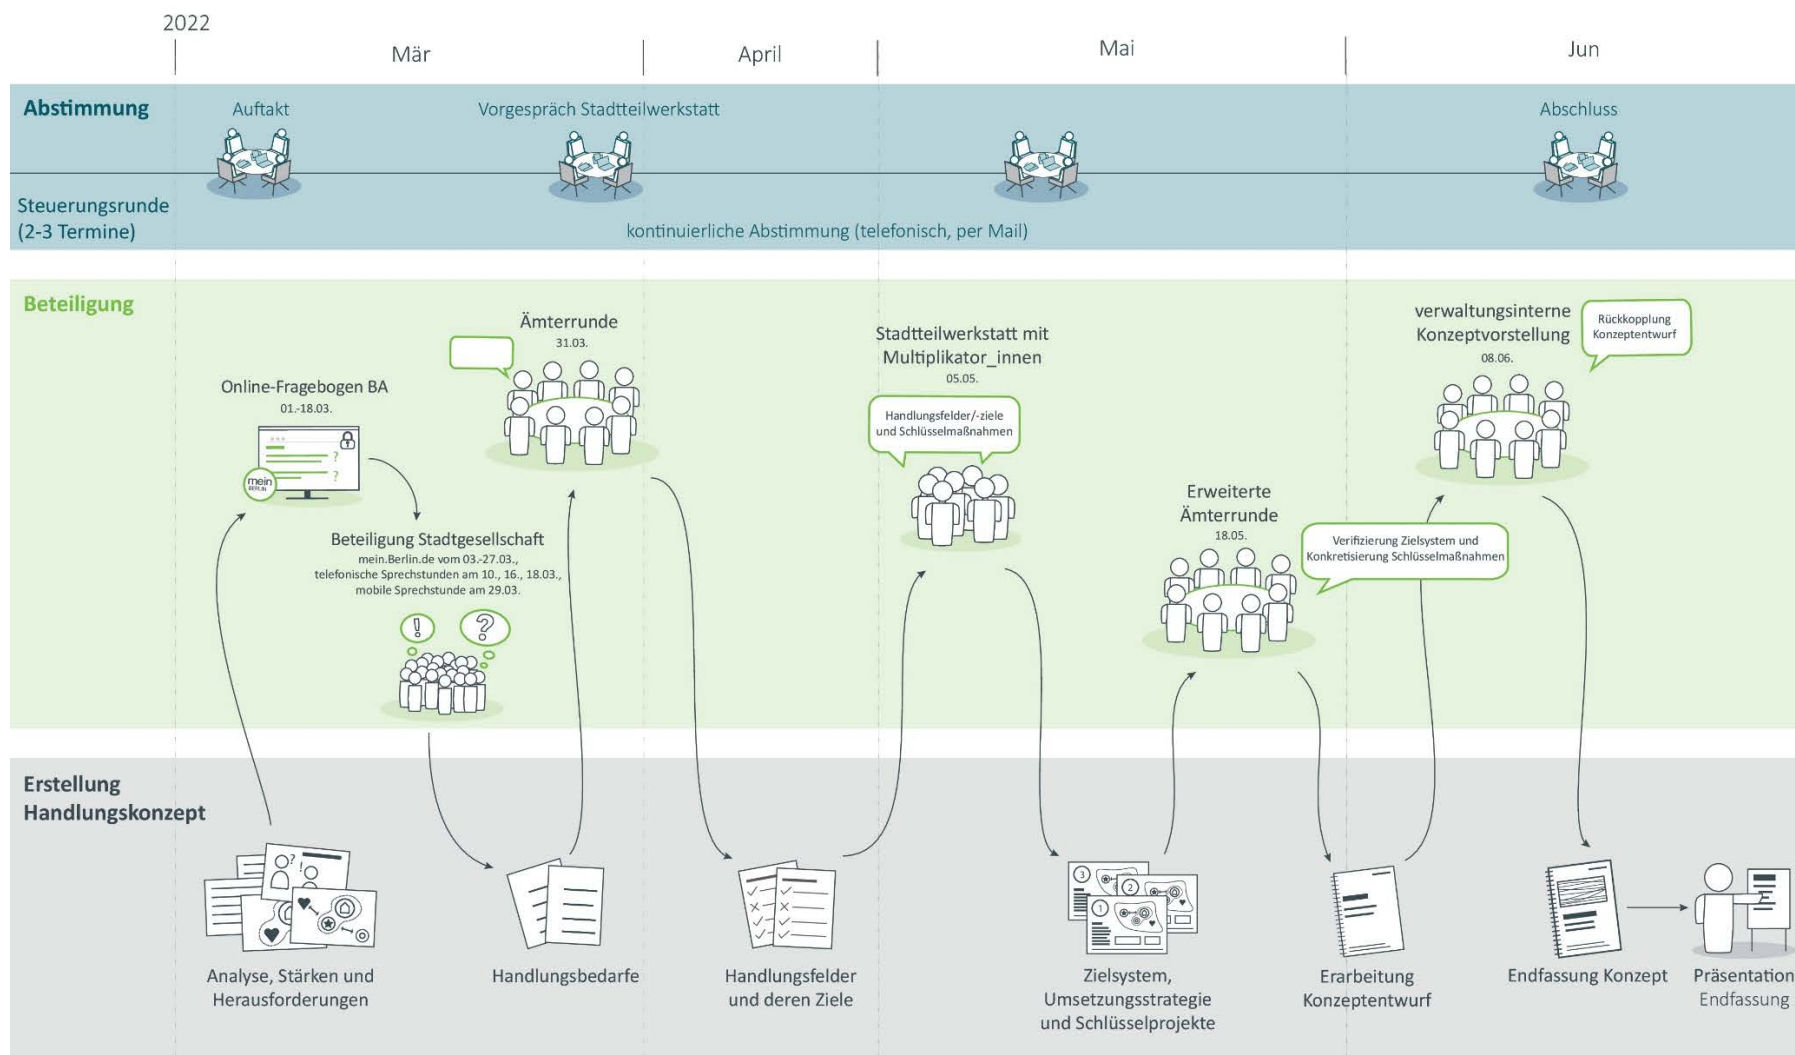 2022
Mär
April
Mai
Jun
Abstimmung
Auftakt
Vorgespräch Stadtteilwerkstatt
Abschluss
Steuerungsrunde
(2-3 Termine)
kontinuierliche Abstimmung (telefonisch, per Mail)
Beteiligung
Online-Fragebogen BA
01.-18.03.
mein
BERLIN
?
?
Beteiligung Stadtgesellschaft
mein.Berlin.de vom 03.-27.03.,
telefonische Sprechstunden am 10., 16., 18.03.,
mobile Sprechstunde am 29.03.
!
?
Ämterrunde
31.03.
Stadtteilwerkstatt mit
Multiplikator_innen
05.05.
Handlungsfelder/-ziele
und Schlüsselmaßnahmen
Erweiterte
Ämterrunde
18.05.
Verifizierung Zielsystem und
Konkretisierung Schlüsselmaßnahmen
verwaltungsinterne
Konzeptvorstellung
08.06.
Rückkopplung
Konzeptentwurf
Erstellung
Handlungskonzept
?
!
Analyse, Stärken und
Herausforderungen
Handlungsbedarfe
Handlungsfelder
und deren Ziele
3
2
1
Zielsystem,
Umsetzungsstrategie
und Schlüsselprojekte
Erarbeitung
Konzeptentwurf
Endfassung Konzept
Präsentation
Endfassung